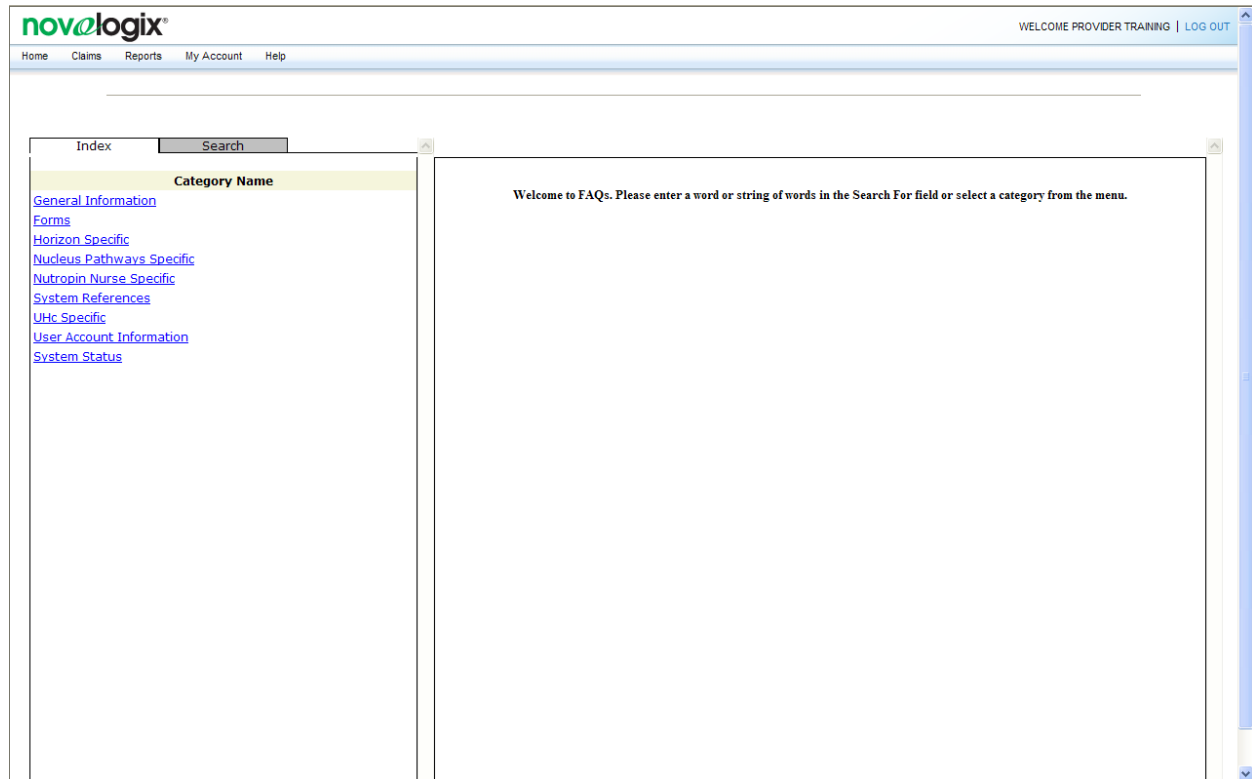 novologix®
WELCOME PROVIDER TRAINING | LOG OUT
Home Claims Reports My Account Help
Index Search
Category Name
General Information
Forms
Horizon Specific
Nucleus Pathways Specific
Nutropin Nurse Specific
System References
UHc Specific
User Account Information
System Status
Welcome to FAQs. Please enter a word or string of words in the Search For field or select a category from the menu.